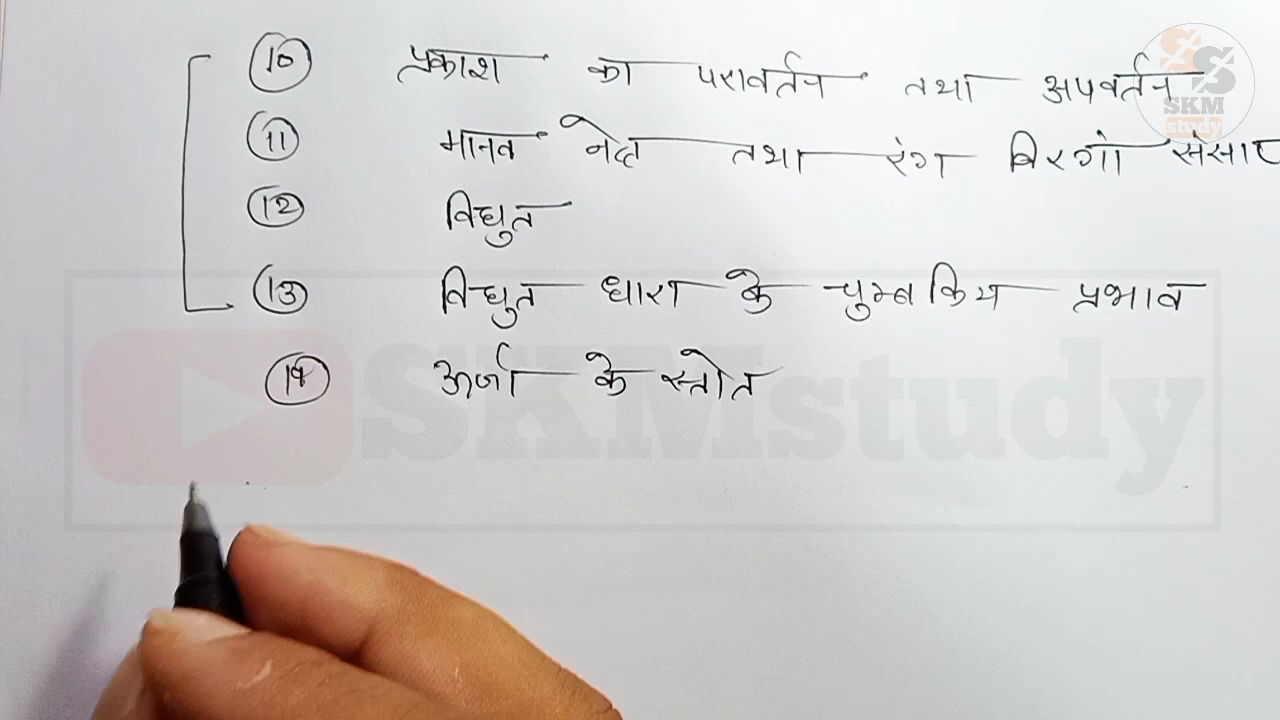 10 प्रकाश का परावर्तन तथा अपवर्तन
11 मानव नेत्र तथा रंग बिरंगा संसार
12 विद्युत
13 विद्युत धारा के चुम्बकिय प्रभाव
14 ऊर्जा के स्त्रोत
SKM
study
SKMstudy